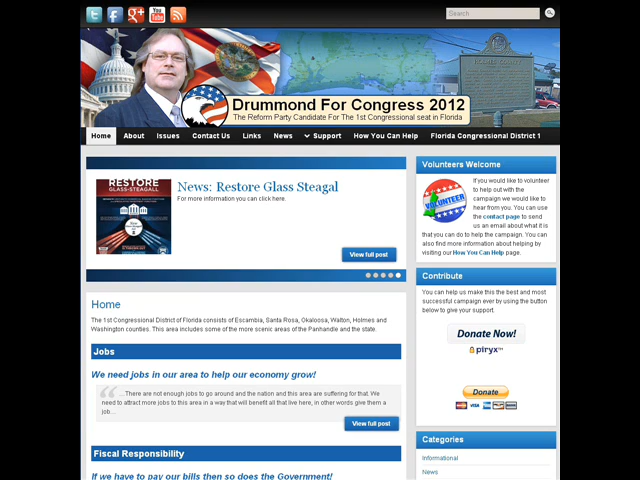 You Tube
Search
HOLMES COUNTY
Drummond For Congress 2012
The Reform Party Candidate For The 1st Congressional seat in Florida
Home About Issues Contact Us Links News Support How You Can Help Florida Congressional District 1
RESTORE
GLASS-STEAGALL
News: Restore Glass Steagal
For more information you can click here.
View full post
Home
The 1st Congressional District of Florida consists of Escambia, Santa Rosa, Okaloosa, Walton, Holmes and
Washington counties. This area includes some of the more scenic areas of the Panhandle and the state.
Jobs
We need jobs in our area to help our economy grow!
…There are not enough jobs to go around and the nation and this area are suffering for that. We
need to attract more jobs to this area in a way that will benefit all that live here, in other words give them a
job…
View full post
Fiscal Responsibility
If we have to pay our bills then so does the Government!
Volunteers Welcome
VOLUNTEER
If you would like to volunteer
to help out with the
campaign we would like to
hear from you. You can use
the contact page to send
us an email about what it is
that you can do to help the campaign. You can
also find more information about helping by
visiting our How You Can Help page.
Contribute
You can help us make this the best and most
successful campaign ever by using the button
below to give your support.
Donate Now!
piryx™
Donate
VISA
Categories
Informational
News